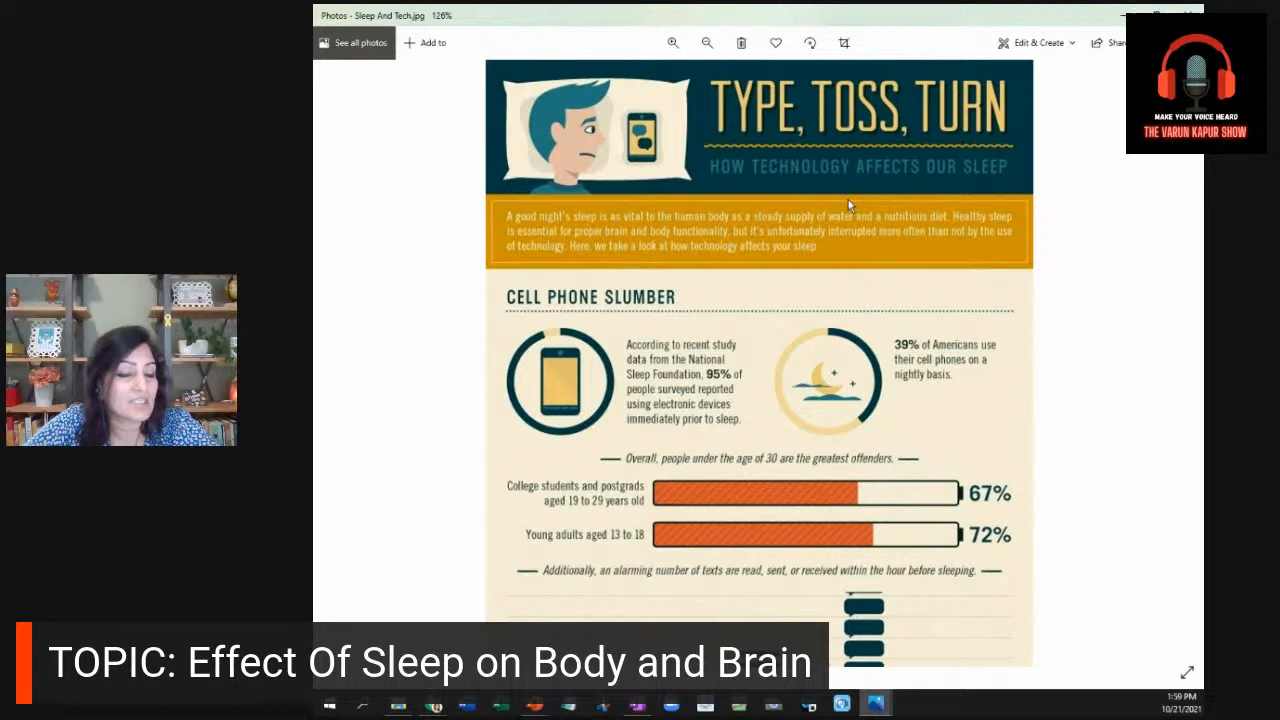 Photos - Sleep And Tech.jpg 126%
See all photos
Add to
Edit & Create
Shar
MAKE YOUR VOICE HEARD
THE VARUN KAPUR SHOW
TYPE, TOSS, TURN
HOW TECHNOLOGY AFFECTS OUR SLEEP
A good night's sleep is as vital to the human body as a steady supply of water and a nutritious diet. Healthy sleep
is essential for proper brain and body functionality, but it's unfortunately interrupted more often than not by the use
of technology. Here, we take a look at how technology affects your sleep
CELL PHONE SLUMBER
According to recent study
data from the National
Sleep Foundation, 95% of
people surveyed reported
using electronic devices
immediately prior to sleep.
39% of Americans use
their cell phones on a
nightly basis.
Overall, people under the age of 30 are the greatest offenders.
College students and postgrads
aged 19 to 29 years old
67%
Young adults aged 13 to 18
72%
Additionally, an alarming number of texts are read, sent, or received within the hour before sleeping.
TOPIC: Effect Of Sleep on Body and Brain
1:59 PM
10/21/2021